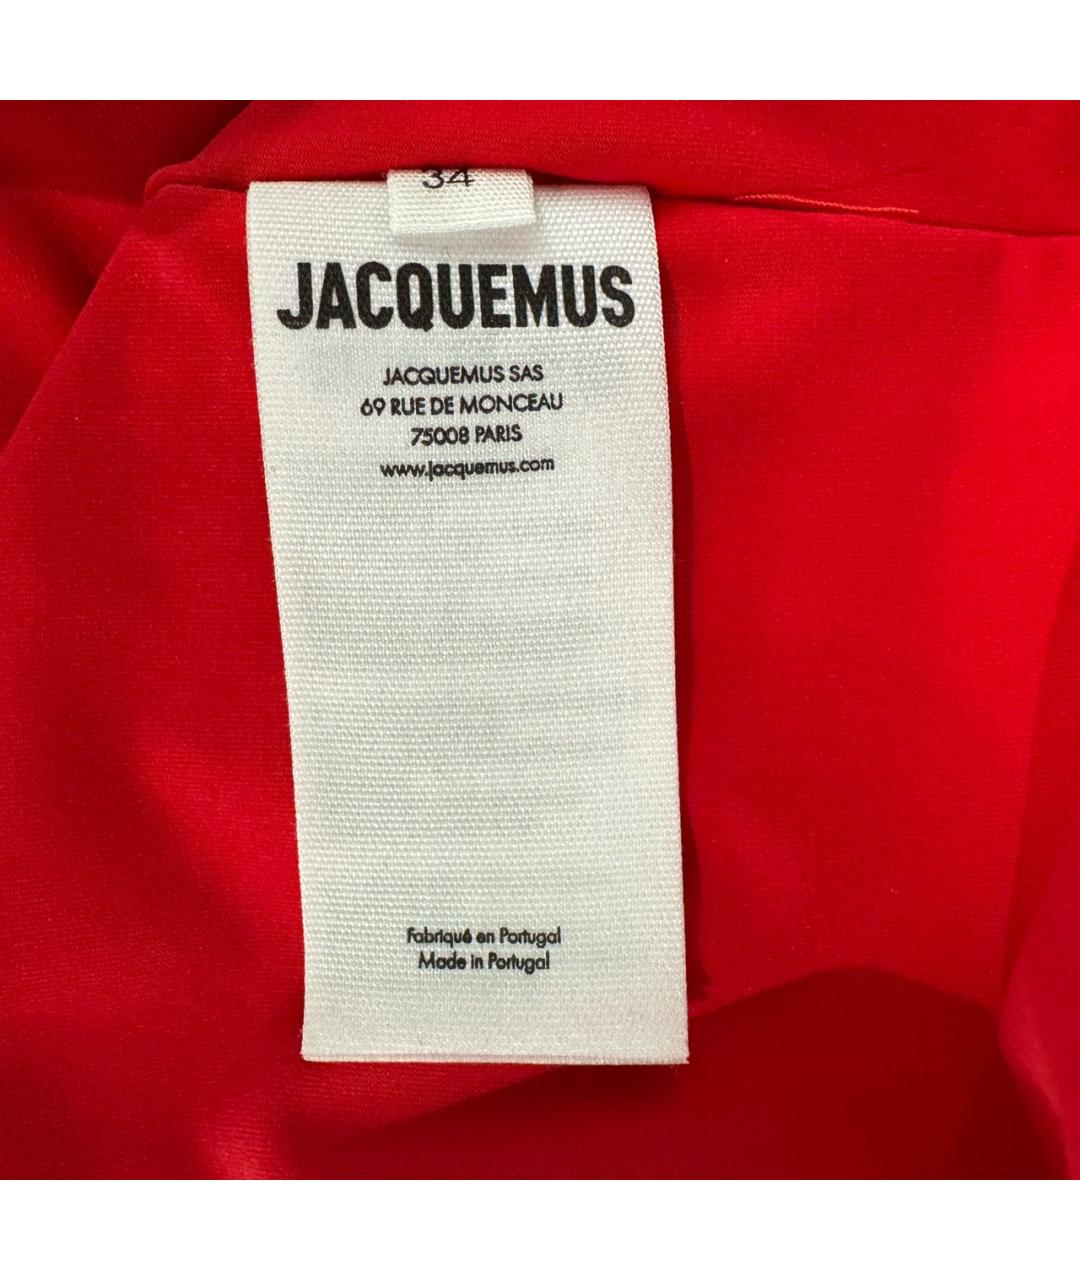 34
JACQUEMUS
JACQUEMUS SAS
69 RUE DE MONCEAU
75008 PARIS
www.jacquemus.com
Fabriqué en Portugal
Made in Portugal